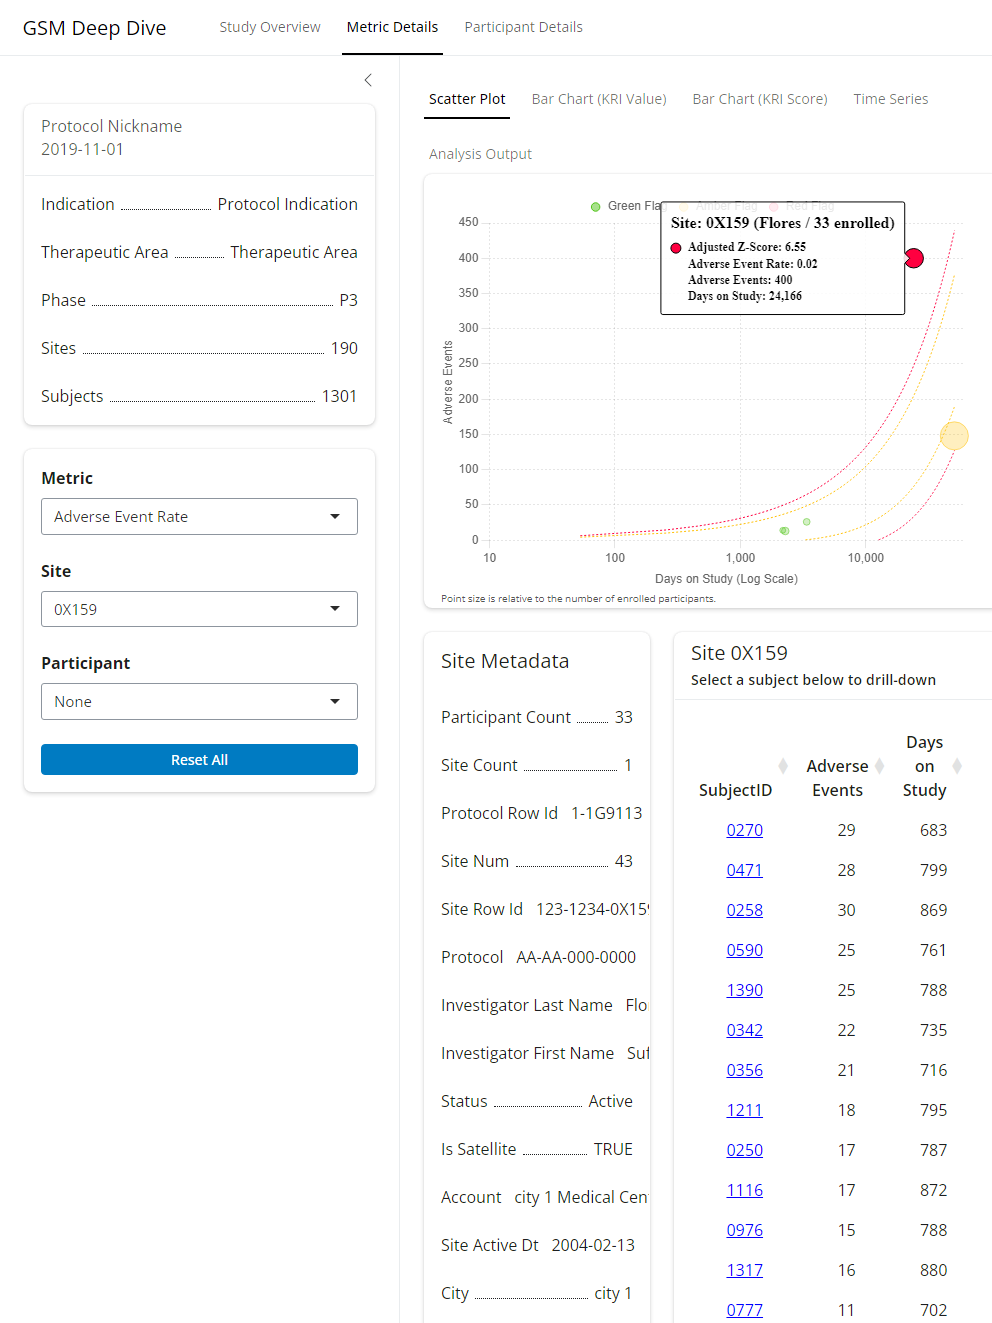 GSM Deep Dive
Study Overview
Metric Details
Participant Details
Protocol Nickname
2019-11-01
Indication Protocol Indication
Therapeutic Area Therapeutic Area
Phase P3
Sites 190
Subjects 1301
Metric
Adverse Event Rate
Site
0X159
Participant
None
Reset All
Scatter Plot
Bar Chart (KRI Value)
Bar Chart (KRI Score)
Time Series
Analysis Output
Green Flag Amber Flag Red Flag
Site: 0X159 (Flores / 33 enrolled)
Adjusted Z-Score: 6.55
Adverse Event Rate: 0.02
Adverse Events: 400
Days on Study: 24,166
Adverse Events
450
400
350
300
250
200
150
100
50
0
10 100 1,000 10,000
Days on Study (Log Scale)
Point size is relative to the number of enrolled participants.
Site Metadata
Participant Count 33
Site Count 1
Protocol Row Id 1-1G9113
Site Num 43
Site Row Id 123-1234-0X159
Protocol AA-AA-000-0000
Investigator Last Name Flo
Investigator First Name Suf
Status Active
Is Satellite TRUE
Account city 1 Medical Cen
Site Active Dt 2004-02-13
City city 1
Site 0X159
Select a subject below to drill-down
SubjectID Adverse Events Days on Study
0270 29 683
0471 28 799
0258 30 869
0590 25 761
1390 25 788
0342 22 735
0356 21 716
1211 18 795
0250 17 787
1116 17 872
0976 15 788
1317 16 880
0777 11 702